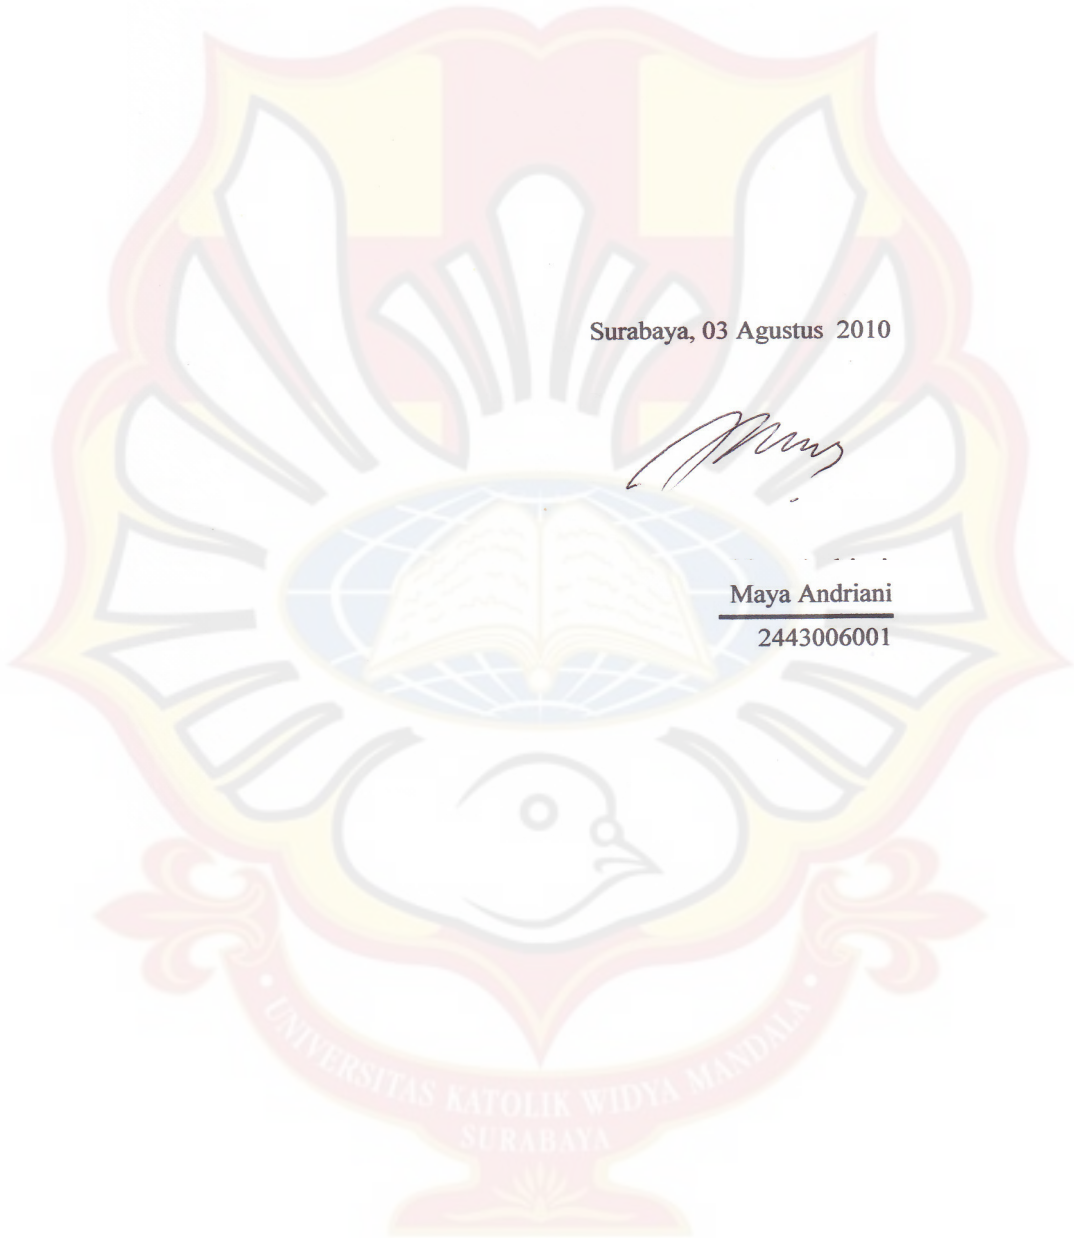 Surabaya, 03 Agustus 2010
Maya Andriani
2443006001
• UNIVERSITAS KATOLIK WIDYA MANDALA •
SURABAYA